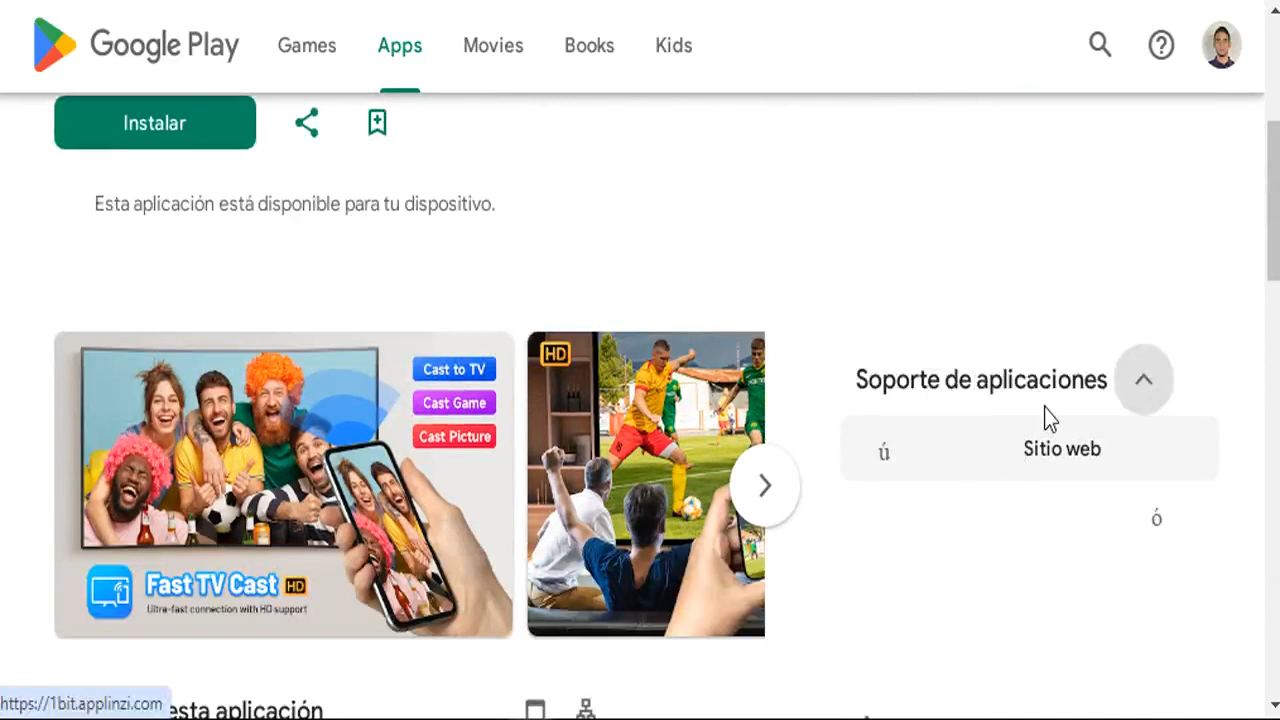 Google Play Games Apps Movies Books Kids
Instalar
Esta aplicación está disponible para tu dispositivo.
Cast to TV
Cast Game
Cast Picture
Fast TV Cast HD
Ultra-fast connection with HD support
HD
Soporte de aplicaciones
ú Sitio web
ó
esta aplicación
https://1bit.applinzi.com